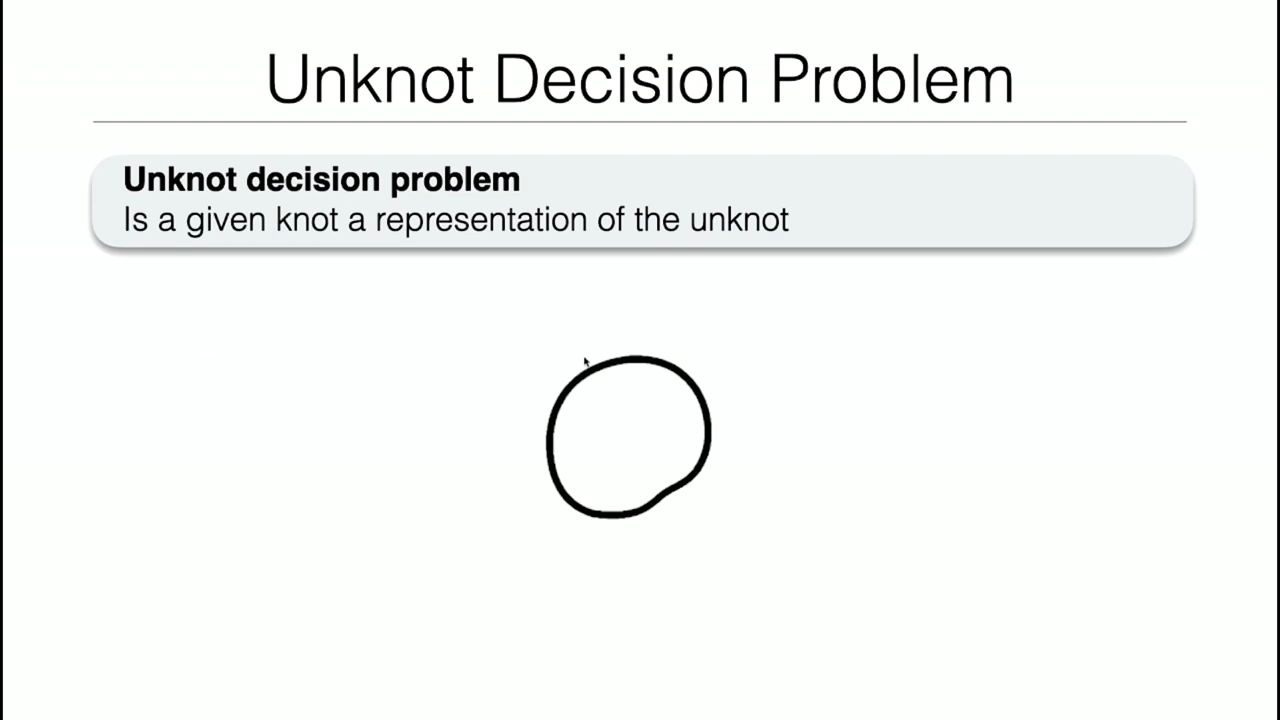 Unknot Decision Problem
Unknot decision problem
Is a given knot a representation of the unknot